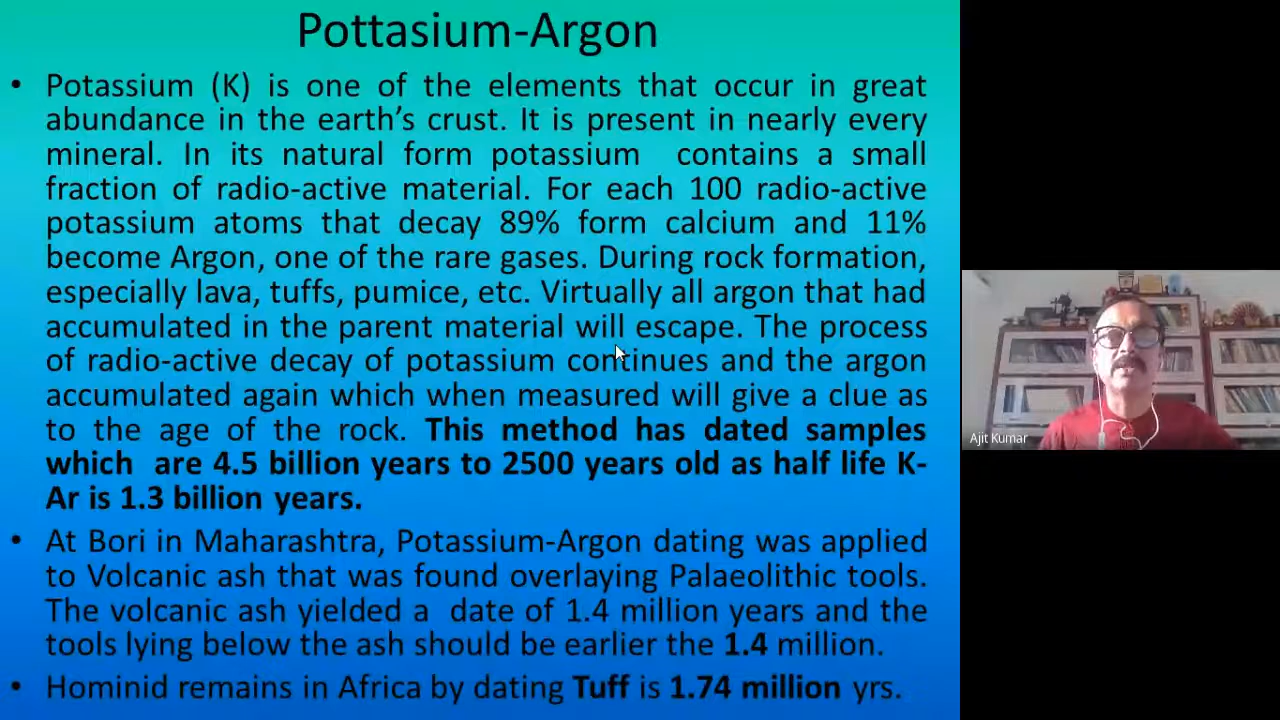 Pottasium-Argon
• Potassium (K) is one of the elements that occur in great
abundance in the earth's crust. It is present in nearly every
mineral. In its natural form potassium contains a small
fraction of radio-active material. For each 100 radio-active
potassium atoms that decay 89% form calcium and 11%
become Argon, one of the rare gases. During rock formation,
especially lava, tuffs, pumice, etc. Virtually all argon that had
accumulated in the parent material will escape. The process
of radio-active decay of potassium continues and the argon
accumulated again which when measured will give a clue as
to the age of the rock. This method has dated samples
which are 4.5 billion years to 2500 years old as half life K-
Ar is 1.3 billion years.
• At Bori in Maharashtra, Potassium-Argon dating was applied
to Volcanic ash that was found overlaying Palaeolithic tools.
The volcanic ash yielded a date of 1.4 million years and the
tools lying below the ash should be earlier the 1.4 million.
• Hominid remains in Africa by dating Tuff is 1.74 million yrs.
Ajit Kumar